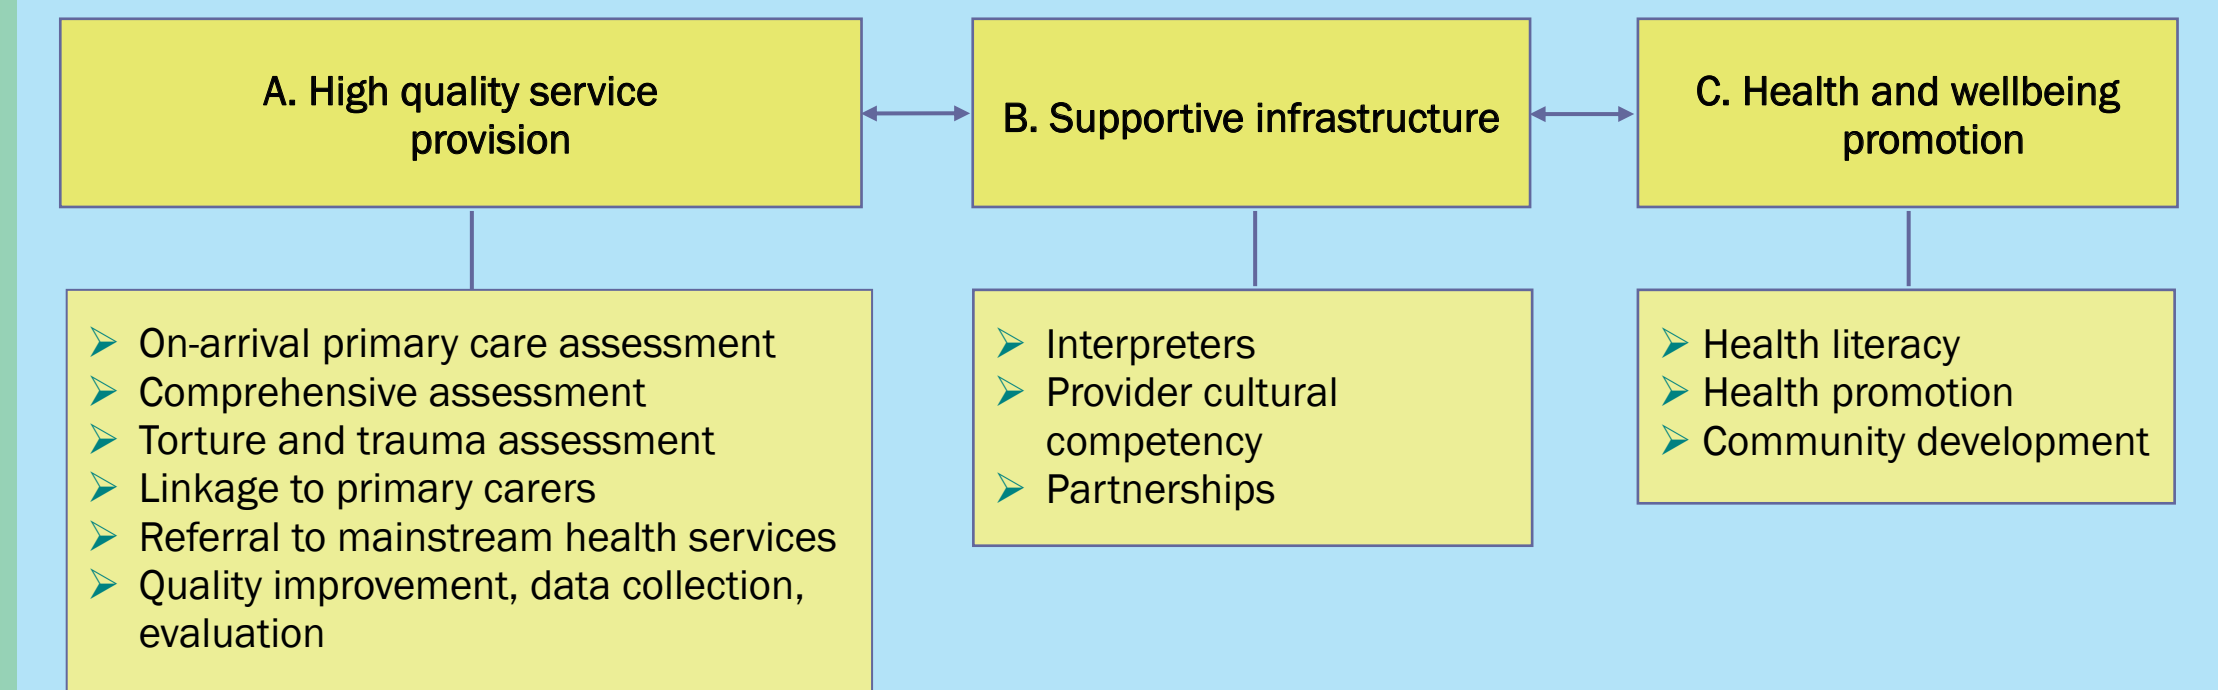 A. High quality service
provision
B. Supportive infrastructure
C. Health and wellbeing
promotion
➢ On-arrival primary care assessment
➢ Comprehensive assessment
➢ Torture and trauma assessment
➢ Linkage to primary carers
➢ Referral to mainstream health services
➢ Quality improvement, data collection,
evaluation
➢ Interpreters
➢ Provider cultural
competency
➢ Partnerships
➢ Health literacy
➢ Health promotion
➢ Community development